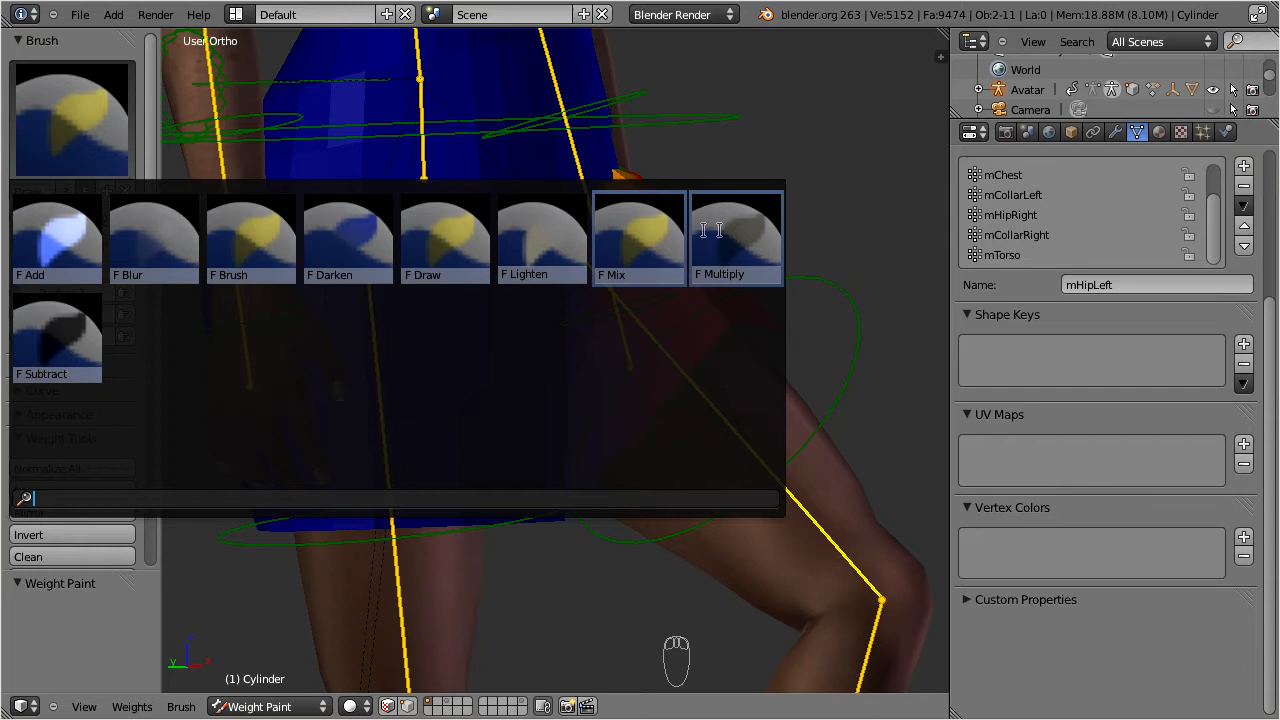 File Add Render Help Default Scene Blender Render blender.org 263 | Ve:5152 | Fa:9474 | Ob:2-11 | La:0 | Mem:18.88M (8.10M) | Cylinder
Brush
User Ortho
View Search All Scenes
World
Avatar
Camera
mChest
mCollarLeft
mHipRight
mCollarRight
mTorso
Name: mHipLeft
Shape Keys
UV Maps
Vertex Colors
Custom Properties
F Add F Blur F Brush F Darken F Draw F Lighten F Mix F Multiply
F Subtract
Curve
Appearance
Weight Tools
Normalize All
Mirror
Invert
Clean
Weight Paint
y x
(1) Cylinder
View Weights Brush Weight Paint